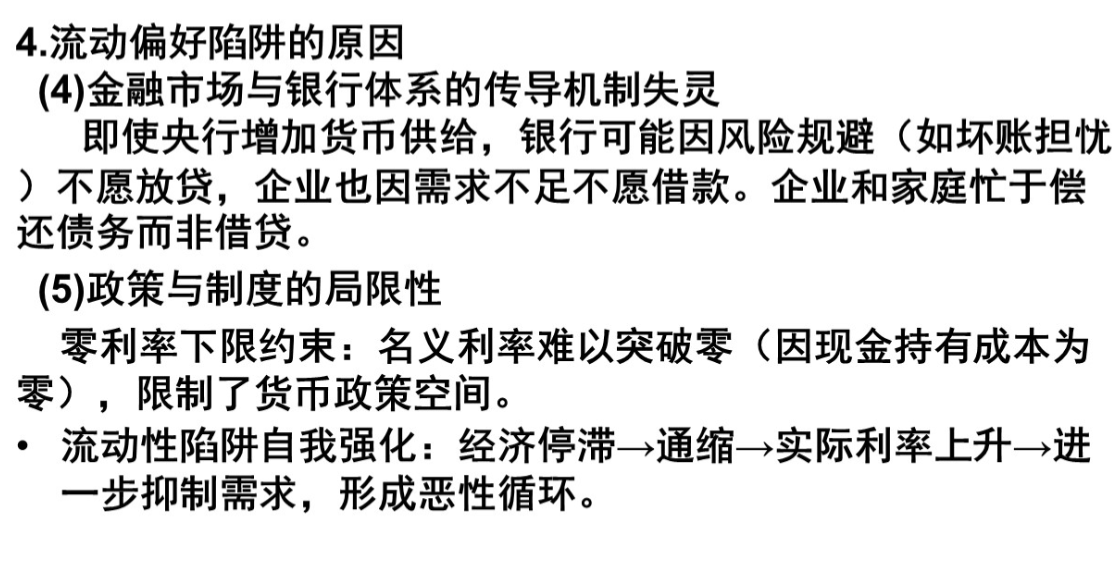 4.流动偏好陷阱的原因
(4)金融市场与银行体系的传导机制失灵
即使央行增加货币供给，银行可能因风险规避（如坏账担忧
）不愿放贷，企业也因需求不足不愿借款。企业和家庭忙于偿
还债务而非借贷。
(5)政策与制度的局限性
零利率下限约束：名义利率难以突破零（因现金持有成本为
零），限制了货币政策空间。
• 流动性陷阱自我强化：经济停滞→通缩→实际利率上升→进
一步抑制需求，形成恶性循环。